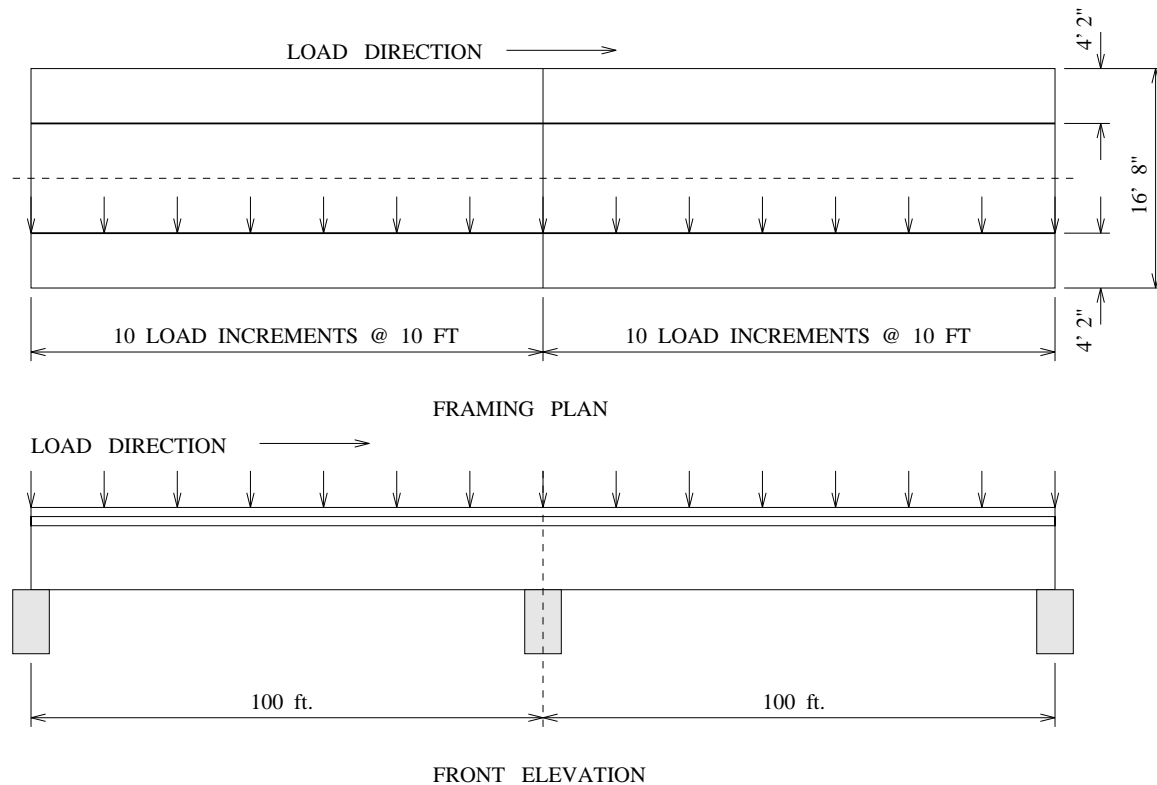 LOAD DIRECTION
4' 2"
16' 8"
4' 2"
10 LOAD INCREMENTS @ 10 FT
10 LOAD INCREMENTS @ 10 FT
FRAMING PLAN
LOAD DIRECTION
100 ft.
100 ft.
FRONT ELEVATION